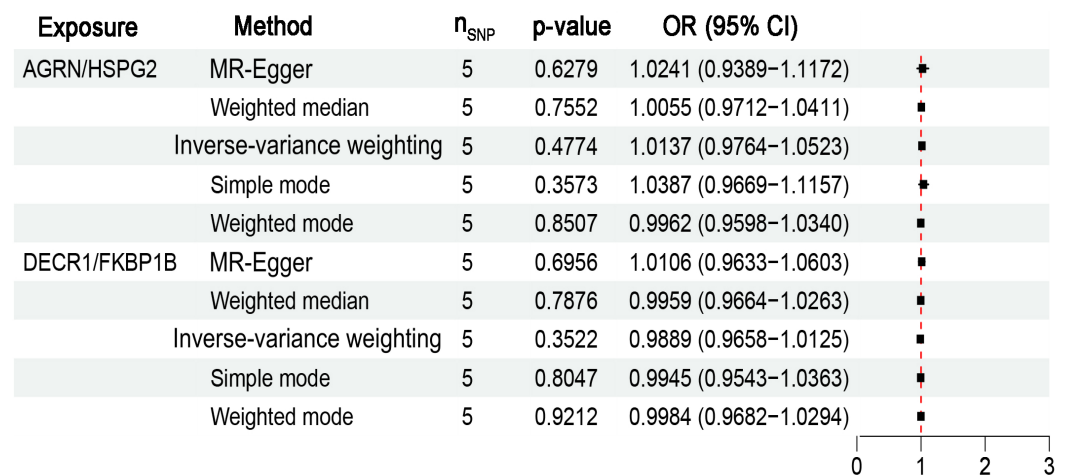 Exposure Method nSNP p-value OR (95% CI)
AGRN/HSPG2 MR-Egger 5 0.6279 1.0241 (0.9389−1.1172)
Weighted median 5 0.7552 1.0055 (0.9712−1.0411)
Inverse-variance weighting 5 0.4774 1.0137 (0.9764−1.0523)
Simple mode 5 0.3573 1.0387 (0.9669−1.1157)
Weighted mode 5 0.8507 0.9962 (0.9598−1.0340)
DECR1/FKBP1B MR-Egger 5 0.6956 1.0106 (0.9633−1.0603)
Weighted median 5 0.7876 0.9959 (0.9664−1.0263)
Inverse-variance weighting 5 0.3522 0.9889 (0.9658−1.0125)
Simple mode 5 0.8047 0.9945 (0.9543−1.0363)
Weighted mode 5 0.9212 0.9984 (0.9682−1.0294)
0 1 2 3